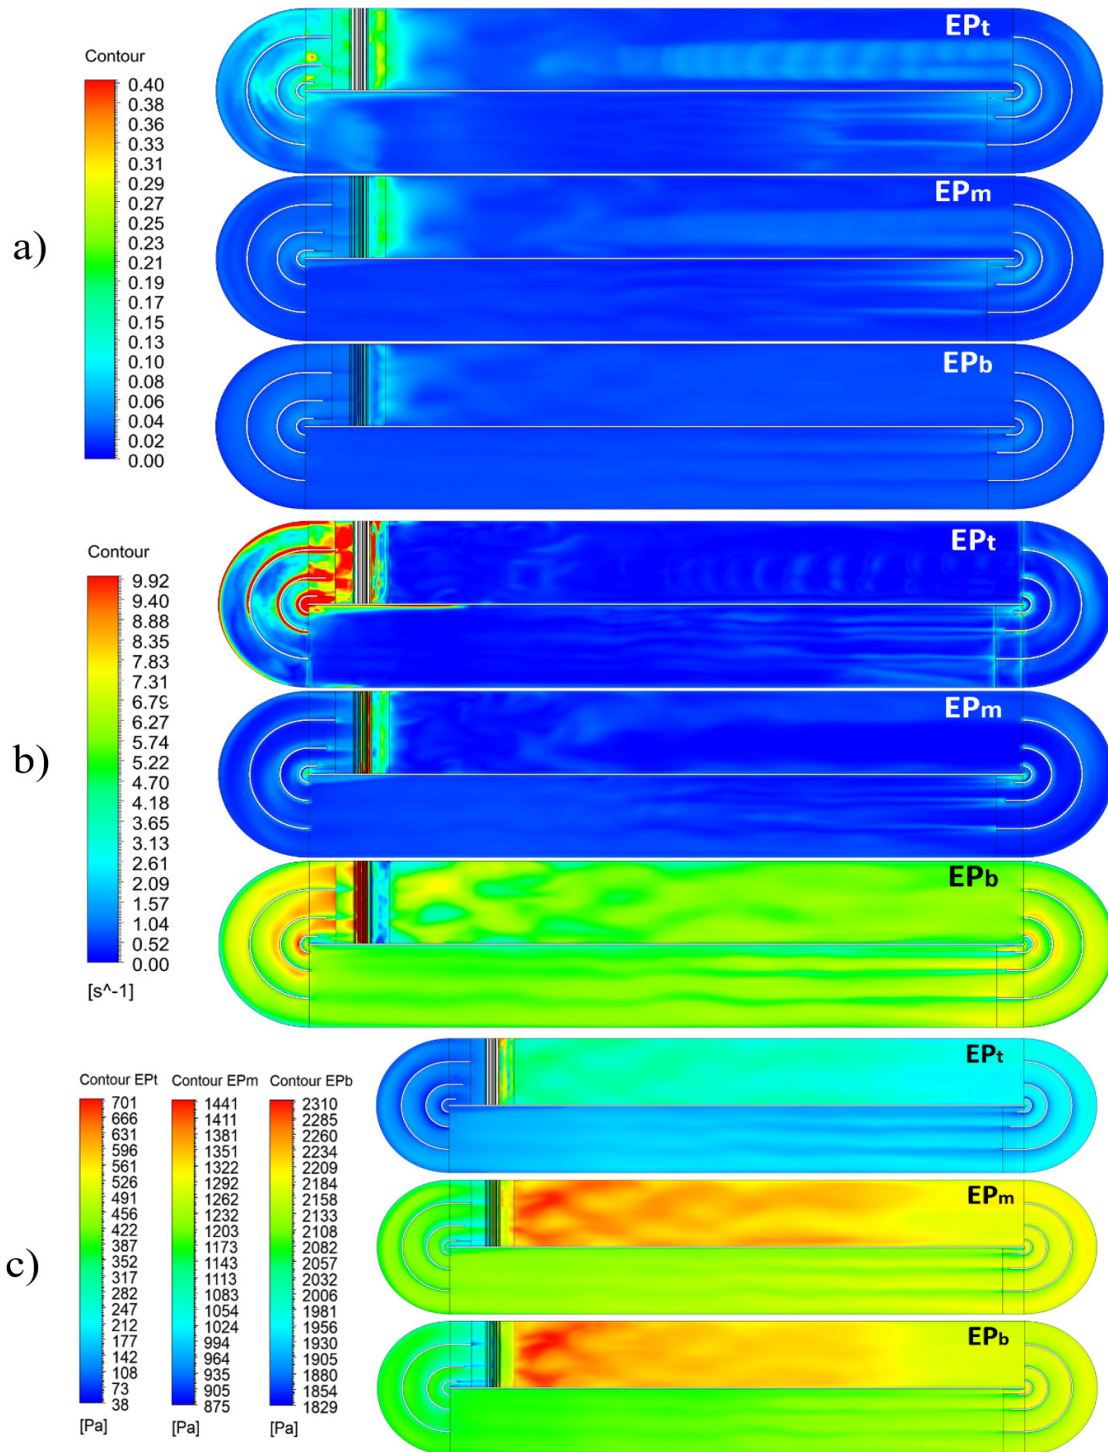 a)
Contour
0.40
0.38
0.36
0.33
0.31
0.29
0.27
0.25
0.23
0.21
0.19
0.17
0.15
0.13
0.10
0.08
0.06
0.04
0.02
0.00
EPt
EPm
EPb
b)
Contour
9.92
9.40
8.88
8.35
7.83
7.31
6.79
6.27
5.74
5.22
4.70
4.18
3.65
3.13
2.61
2.09
1.57
1.04
0.52
0.00
[s^-1]
EPt
EPm
EPb
c)
Contour EPt Contour EPm Contour EPb
701 1441 2310
666 1411 2285
631 1381 2260
596 1351 2234
561 1322 2209
526 1292 2184
491 1262 2158
456 1232 2133
422 1203 2108
387 1173 2082
352 1143 2057
317 1113 2032
282 1083 2006
247 1054 1981
212 1024 1956
177 994 1930
142 964 1905
108 935 1880
73 905 1854
38 875 1829
[Pa] [Pa] [Pa]
EPt
EPm
EPb